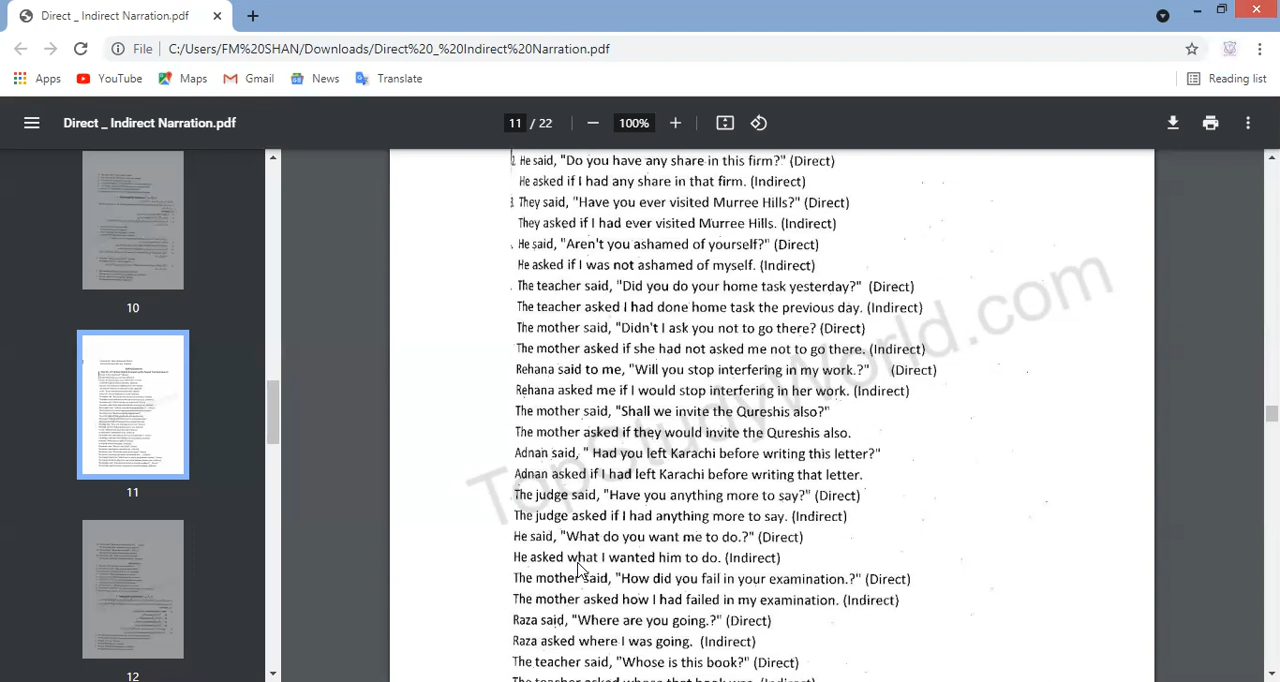 Direct _ Indirect Narration.pdf
File C:/Users/FM%20SHAN/Downloads/Direct%20_%20Indirect%20Narration.pdf
Apps YouTube Maps Gmail News Translate Reading list
Direct _ Indirect Narration.pdf 11 / 22 100%
10
11
12
He said, "Do you have any share in this firm?" (Direct)
He asked if I had any share in that firm. (Indirect)
They said, "Have you ever visited Murree Hills?" (Direct)
They asked if I had ever visited Murree Hills. (Indirect)
He said, "Aren't you ashamed of yourself?" (Direct)
He asked if I was not ashamed of myself. (Indirect)
The teacher said, "Did you do your home task yesterday?" (Direct)
The teacher asked I had done home task the previous day. (Indirect)
The mother said, "Didn't I ask you not to go there? (Direct)
The mother asked if she had not asked me not to go there. (Indirect)
Rehana said to me, "Will you stop interfering in my work.?" (Direct)
me if I would stop interfering in her work. (Indirect)
The said, "Shall we invite the Qureshis also?"
The asked if they would invite the Qureshis also.
Adnan said, "Had you left Karachi before writing this letter?"
Adnan asked if I had left Karachi before writing that letter.
The judge said, "Have you anything more to say?" (Direct)
The judge asked if I had anything more to say. (Indirect)
He said, "What do you want me to do.?" (Direct)
He asked what I wanted him to do. (Indirect)
The teacher said, "How did you fail in your examination.?" (Direct)
The asked how I had failed in my examination. (Indirect)
Raza said, "Where are you going.?" (Direct)
Raza asked where I was going. (Indirect)
The teacher said, "Whose is this book?" (Direct)
The teacher asked whose that book was. (Indirect)
TopStudyWorld.com